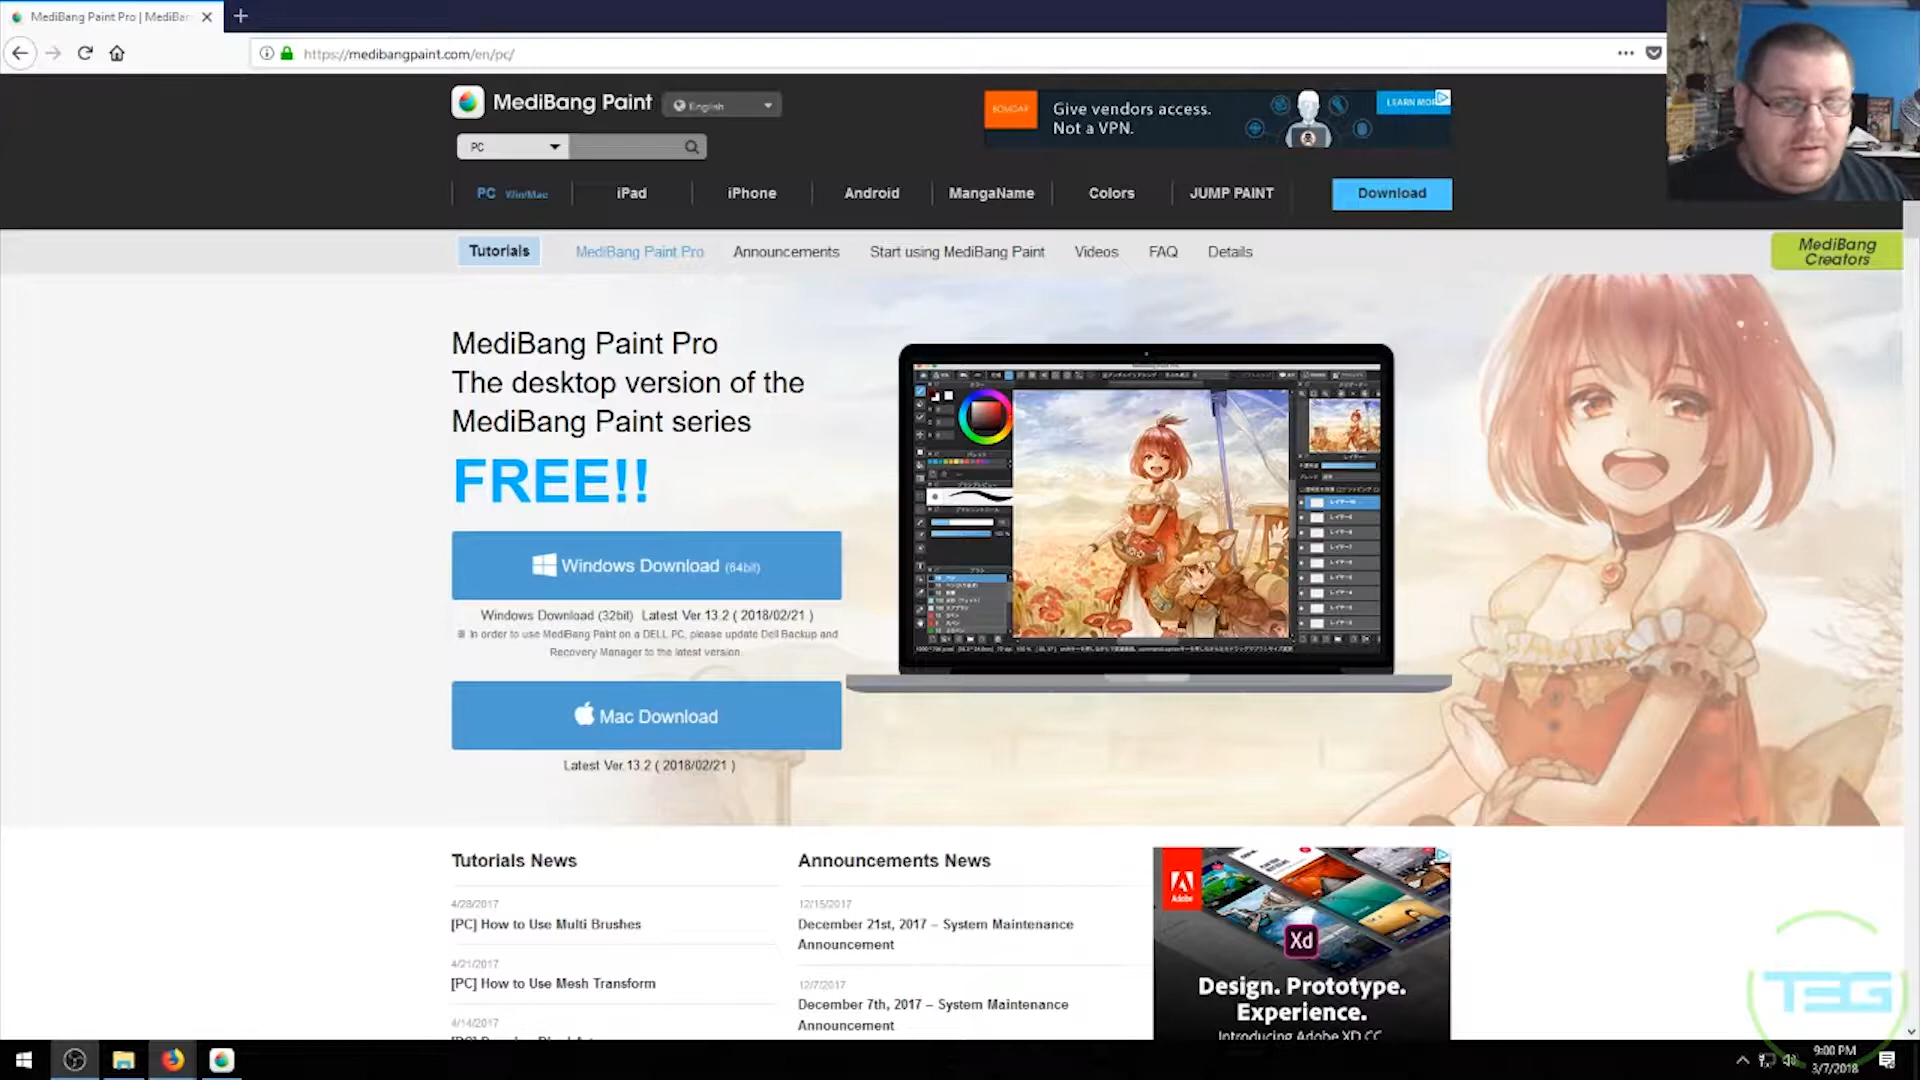 MediBang Paint Pro | MediBan
https://medibangpaint.com/en/pc/
MediBang Paint
English
BOMGAR
Give vendors access.
Not a VPN.
LEARN MOR
PC
PC Win/Mac
iPad
iPhone
Android
MangaName
Colors
JUMP PAINT
Download
Tutorials
MediBang Paint Pro
Announcements
Start using MediBang Paint
Videos
FAQ
Details
MediBang
Creators
MediBang Paint Pro
The desktop version of the
MediBang Paint series
FREE!!
Windows Download (64bit)
Windows Download (32bit) Latest Ver 13.2 ( 2018/02/21 )
In order to use MediBang Paint on a DELL PC, please update Dell Backup and
Recovery Manager to the latest version.
Mac Download
Latest Ver.13.2 ( 2018/02/21 )
Tutorials News
4/28/2017
[PC] How to Use Multi Brushes
4/21/2017
[PC] How to Use Mesh Transform
4/14/2017
Announcements News
12/15/2017
December 21st, 2017 – System Maintenance
Announcement
12/7/2017
December 7th, 2017 – System Maintenance
Announcement
Adobe
Xd
Design. Prototype.
Experience.
Introducing Adobe XD CC
TEG
9:00 PM
3/7/2018